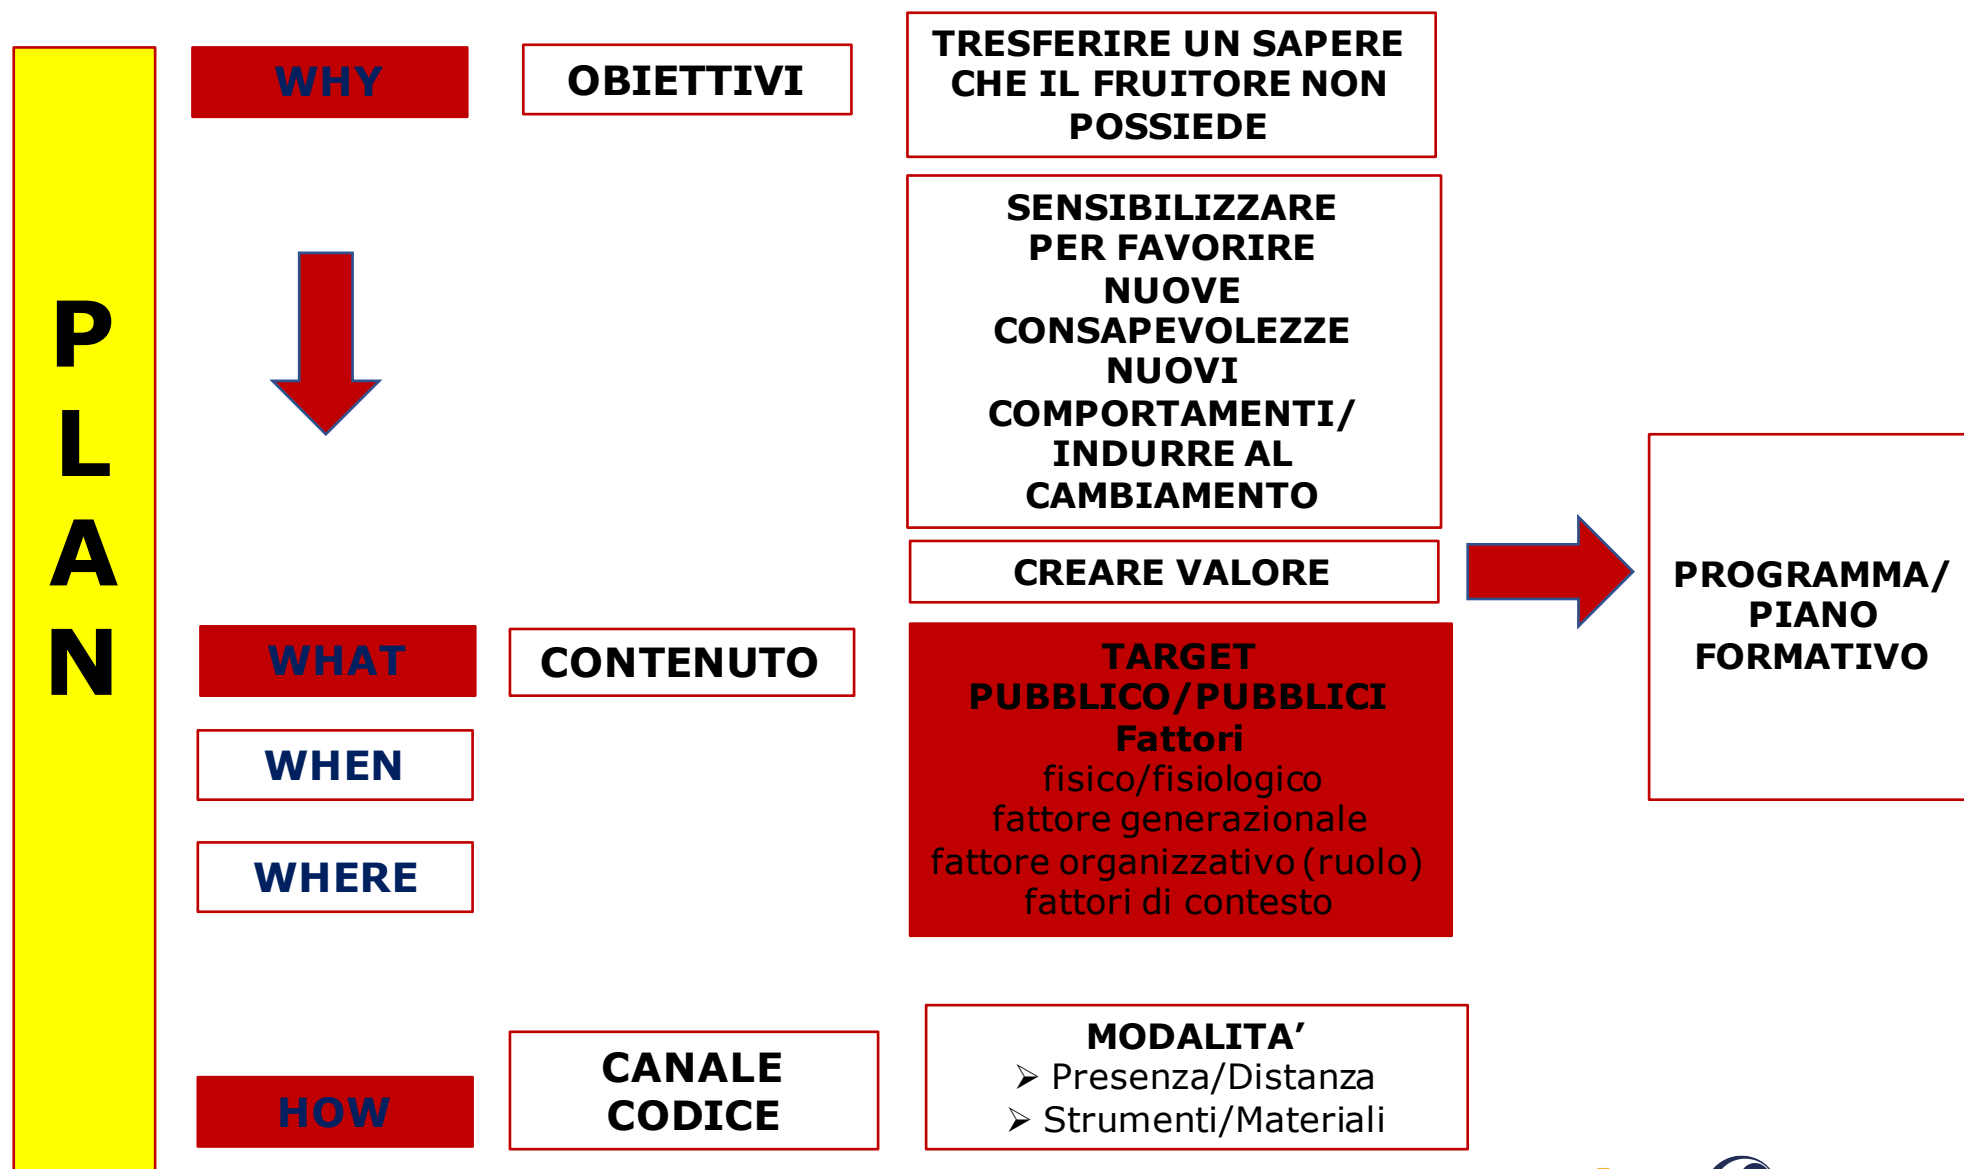 P
L
A
N
WHY
OBIETTIVI
TRESFERIRE UN SAPERE
CHE IL FRUITORE NON
POSSIEDE
SENSIBILIZZARE
PER FAVORIRE
NUOVE
CONSAPEVOLEZZE
NUOVI
COMPORTAMENTI/
INDURRE AL
CAMBIAMENTO
CREARE VALORE
PROGRAMMA/
PIANO
FORMATIVO
WHAT
CONTENUTO
TARGET
PUBBLICO/PUBBLICI
Fattori
fisico/fisiologico
fattore generazionale
fattore organizzativo (ruolo)
fattori di contesto
WHEN
WHERE
HOW
CANALE
CODICE
MODALITA’
➢ Presenza/Distanza
➢ Strumenti/Materiali